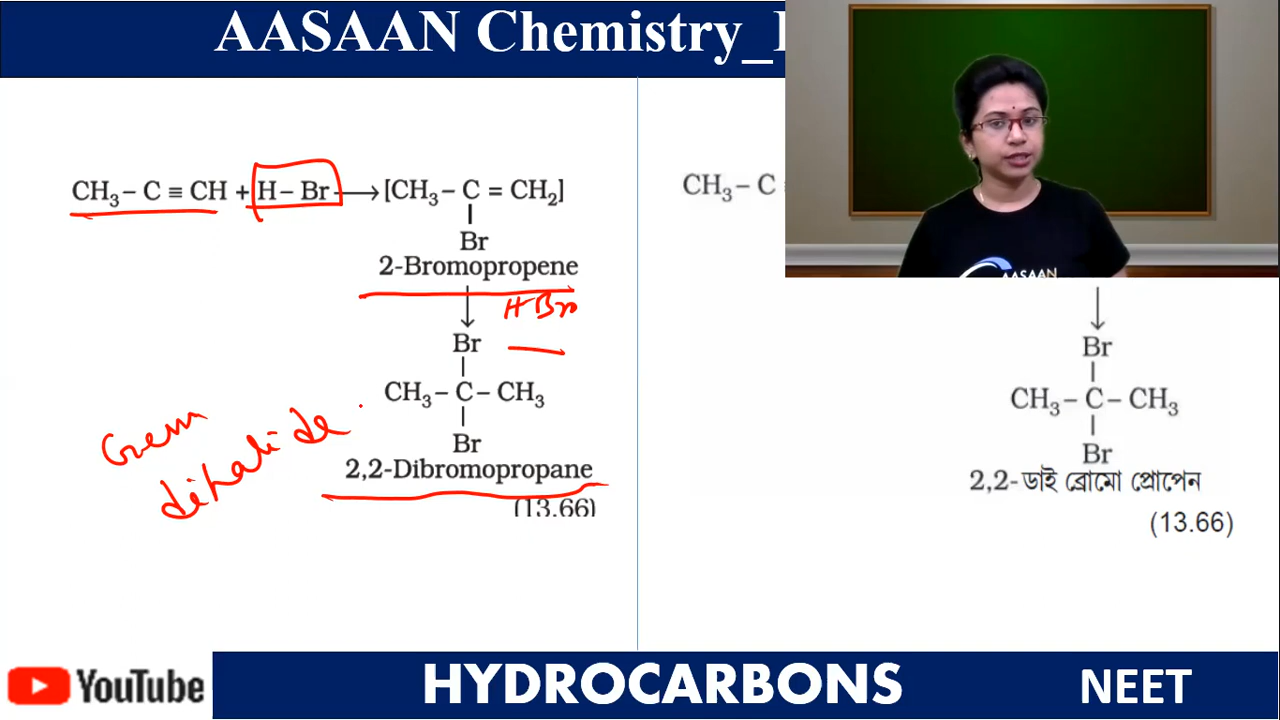 AASAAN Chemistry_
CH₃ – C ≡ CH + H – Br ⟶ [CH₃ – C = CH₂]
|
Br
2-Bromopropene
↓ HBr
Br
|
CH₃ – C – CH₃
|
Br
2,2-Dibromopropane
(13.66)
Gem
dihalide
CH₃ – C
AASAAN
↓
Br
|
CH₃ – C – CH₃
|
Br
2,2-ডাই ব্রোমো প্রোপেন
(13.66)
YouTube
HYDROCARBONS
NEET